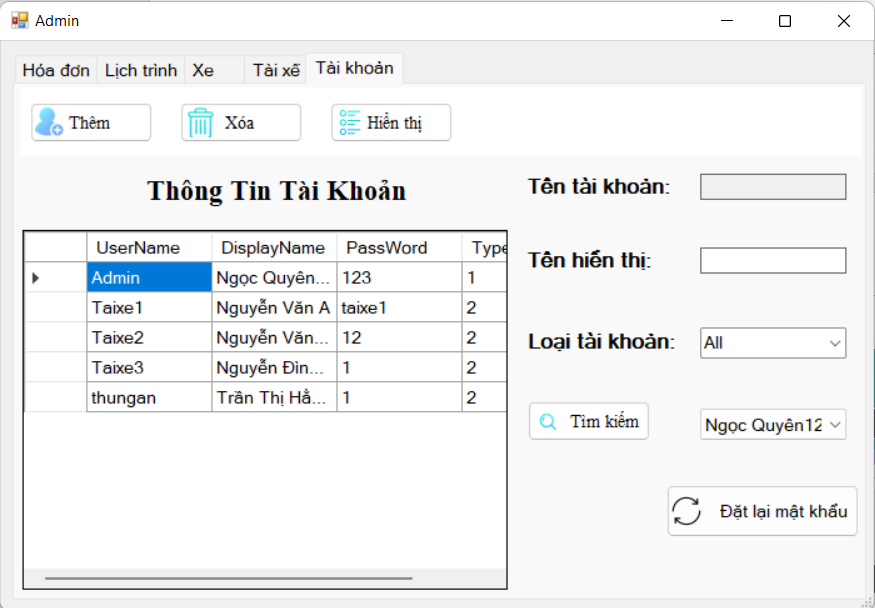 Admin
Hóa đơn Lịch trình Xe Tài xế Tài khoản
Thêm Xóa Hiển thị
Thông Tin Tài Khoản
UserName DisplayName PassWord Type
Admin Ngọc Quyên... 123 1
Taixe1 Nguyễn Văn A taixe1 2
Taixe2 Nguyễn Văn... 12 2
Taixe3 Nguyễn Đìn... 1 2
thungan Trần Thị Hằ... 1 2
Tên tài khoản:
Tên hiển thị:
Loại tài khoản: All
Tìm kiếm Ngọc Quyên12
Đặt lại mật khẩu